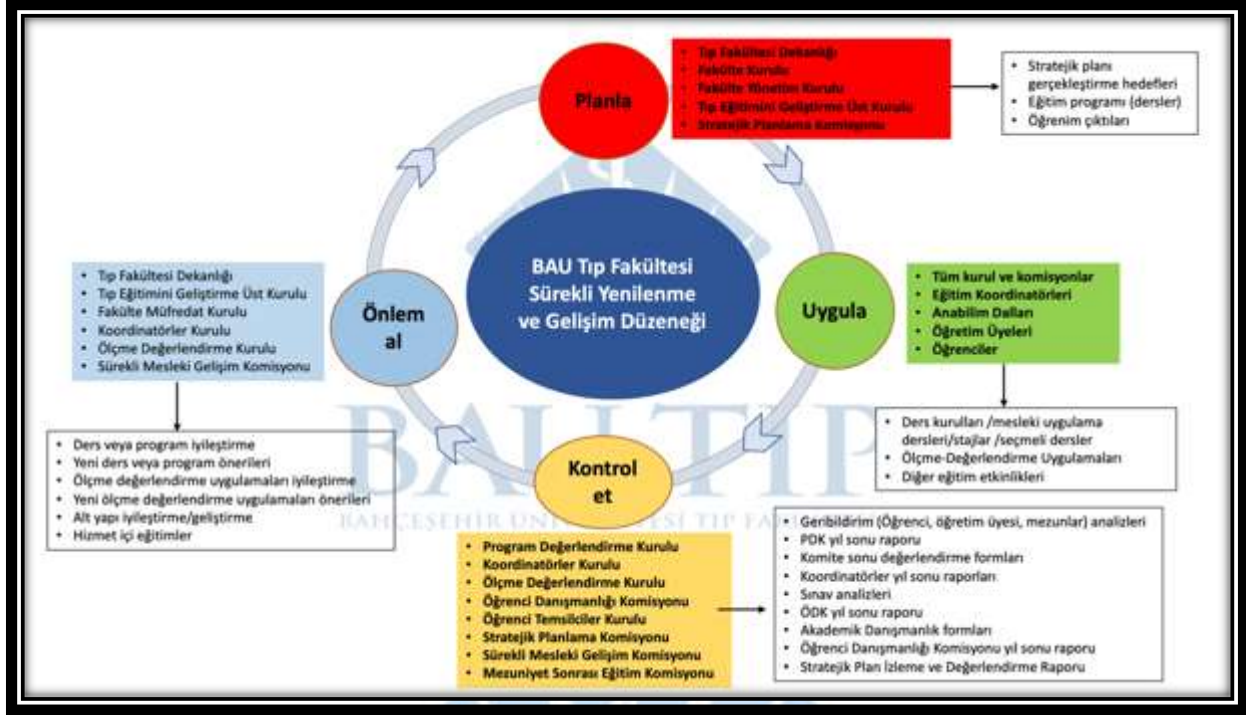 Planla
• Tıp Fakültesi Dekanlığı
• Fakülte Kurulu
• Fakülte Yönetim Kurulu
• Tıp Eğitimini Geliştirme Üst Kurulu
• Stratejik Planlama Komisyonu
• Stratejik planı
gerçekleştirme hedefleri
• Eğitim programı (dersler)
• Öğrenim çıktıları
BAU Tıp Fakültesi
Sürekli Yenilenme
ve Gelişim Düzeneği
Uygula
• Tüm kurul ve komisyonlar
• Eğitim Koordinatörleri
• Anabilim Dalları
• Öğretim Üyeleri
• Öğrenciler
• Ders kurulları /mesleki uygulama
dersleri/stajlar /seçmeli dersler
• Ölçme-Değerlendirme Uygulamaları
• Diğer eğitim etkinlikleri
Kontrol
et
• Program Değerlendirme Kurulu
• Koordinatörler Kurulu
• Ölçme Değerlendirme Kurulu
• Öğrenci Danışmanlığı Komisyonu
• Öğrenci Temsilciler Kurulu
• Stratejik Planlama Komisyonu
• Sürekli Mesleki Gelişim Komisyonu
• Mezuniyet Sonrası Eğitim Komisyonu
• Geribildirim (Öğrenci, öğretim üyesi, mezunlar) analizleri
• PDK yıl sonu raporu
• Komite sonu değerlendirme formları
• Koordinatörler yıl sonu raporları
• Sınav analizleri
• ÖDK yıl sonu raporu
• Akademik Danışmanlık formları
• Öğrenci Danışmanlığı Komisyonu yıl sonu raporu
• Stratejik Plan İzleme ve Değerlendirme Raporu
Önlem
al
• Tıp Fakültesi Dekanlığı
• Tıp Eğitimini Geliştirme Üst Kurulu
• Fakülte Müfredat Kurulu
• Koordinatörler Kurulu
• Ölçme Değerlendirme Kurulu
• Sürekli Mesleki Gelişim Komisyonu
• Ders veya program iyileştirme
• Yeni ders veya program önerileri
• Ölçme değerlendirme uygulamaları iyileştirme
• Yeni ölçme değerlendirme uygulamaları önerileri
• Alt yapı iyileştirme/geliştirme
• Hizmet içi eğitimler
BAU TIP